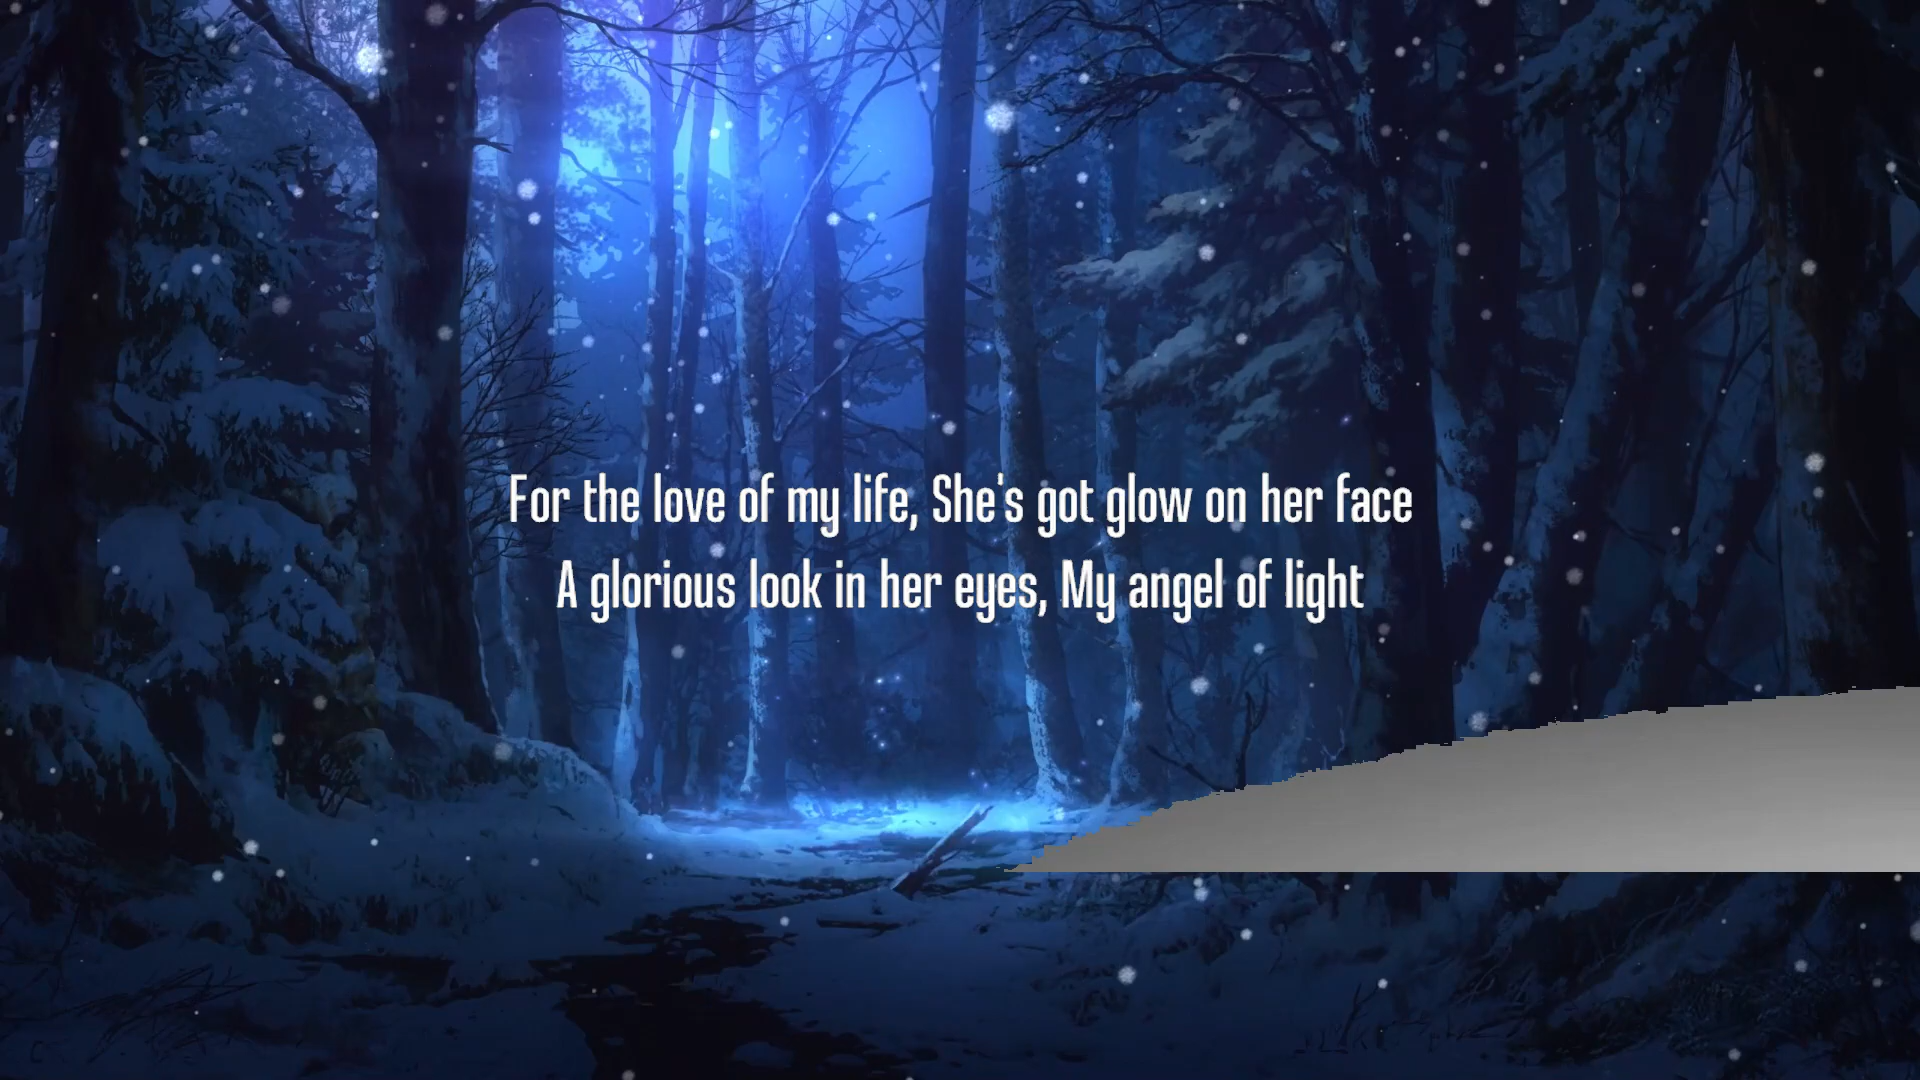 For the love of my life, She's got glow on her face
A glorious look in her eyes, My angel of light